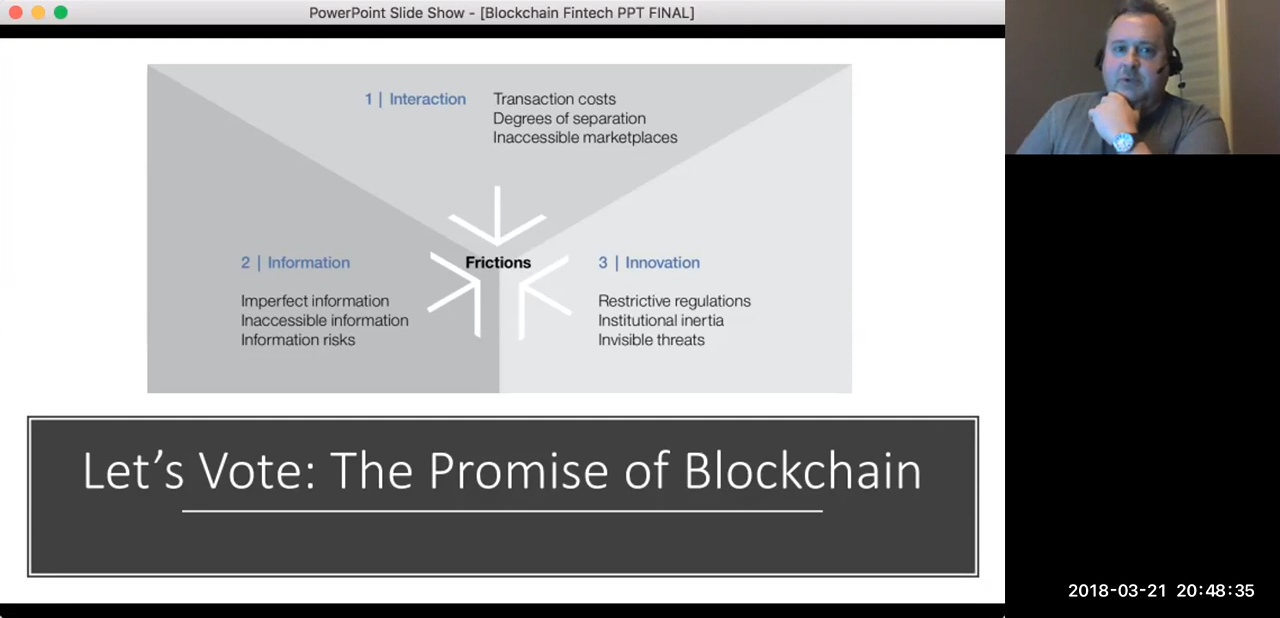 PowerPoint Slide Show - [Blockchain Fintech PPT FINAL]
1 | Interaction
Transaction costs
Degrees of separation
Inaccessible marketplaces
Frictions
2 | Information
Imperfect information
Inaccessible information
Information risks
3 | Innovation
Restrictive regulations
Institutional inertia
Invisible threats
Let’s Vote: The Promise of Blockchain
2018-03-21 20:48:35